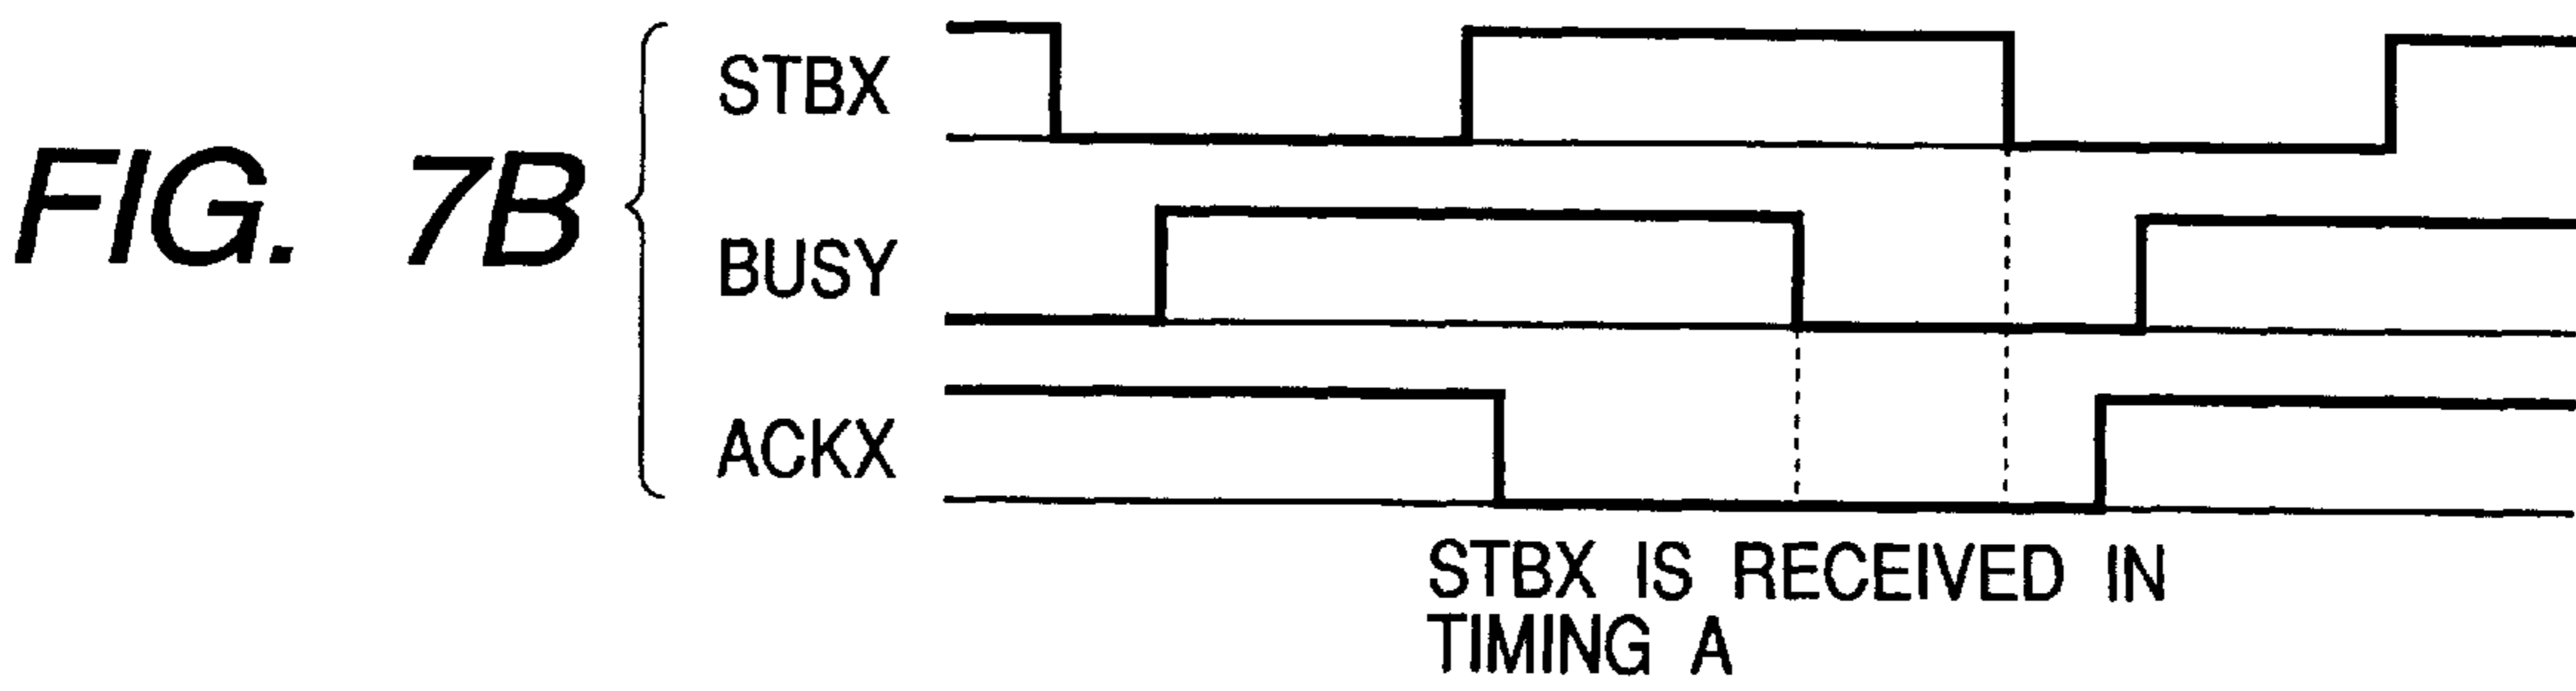 FIG. 7B
STBX
BUSY
ACKX
STBX IS RECEIVED IN
TIMING A